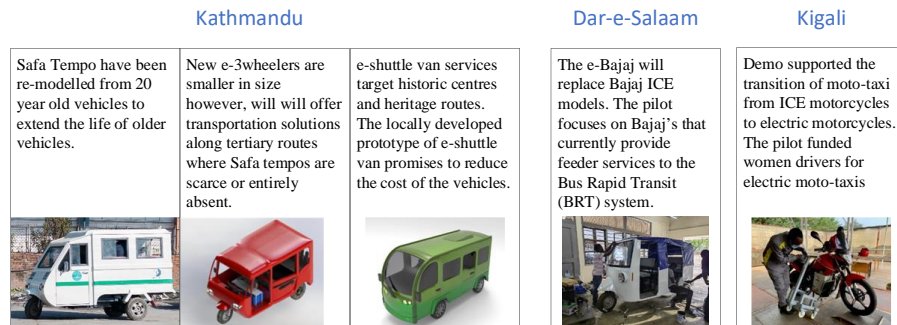 Kathmandu
Dar-e-Salaam
Kigali
Safa Tempo have been
re-modelled from 20
year old vehicles to
extend the life of older
vehicles.
New e-3wheelers are
smaller in size
however, will will offer
transportation solutions
along tertiary routes
where Safa tempos are
scarce or entirely
absent.
e-shuttle van services
target historic centres
and heritage routes.
The locally developed
prototype of e-shuttle
van promises to reduce
the cost of the vehicles.
The e-Bajaj will
replace Bajaj ICE
models. The pilot
focuses on Bajaj’s that
currently provide
feeder services to the
Bus Rapid Transit
(BRT) system.
Demo supported the
transition of moto-taxi
from ICE motorcycles
to electric motorcycles.
The pilot funded
women drivers for
electric moto-taxis